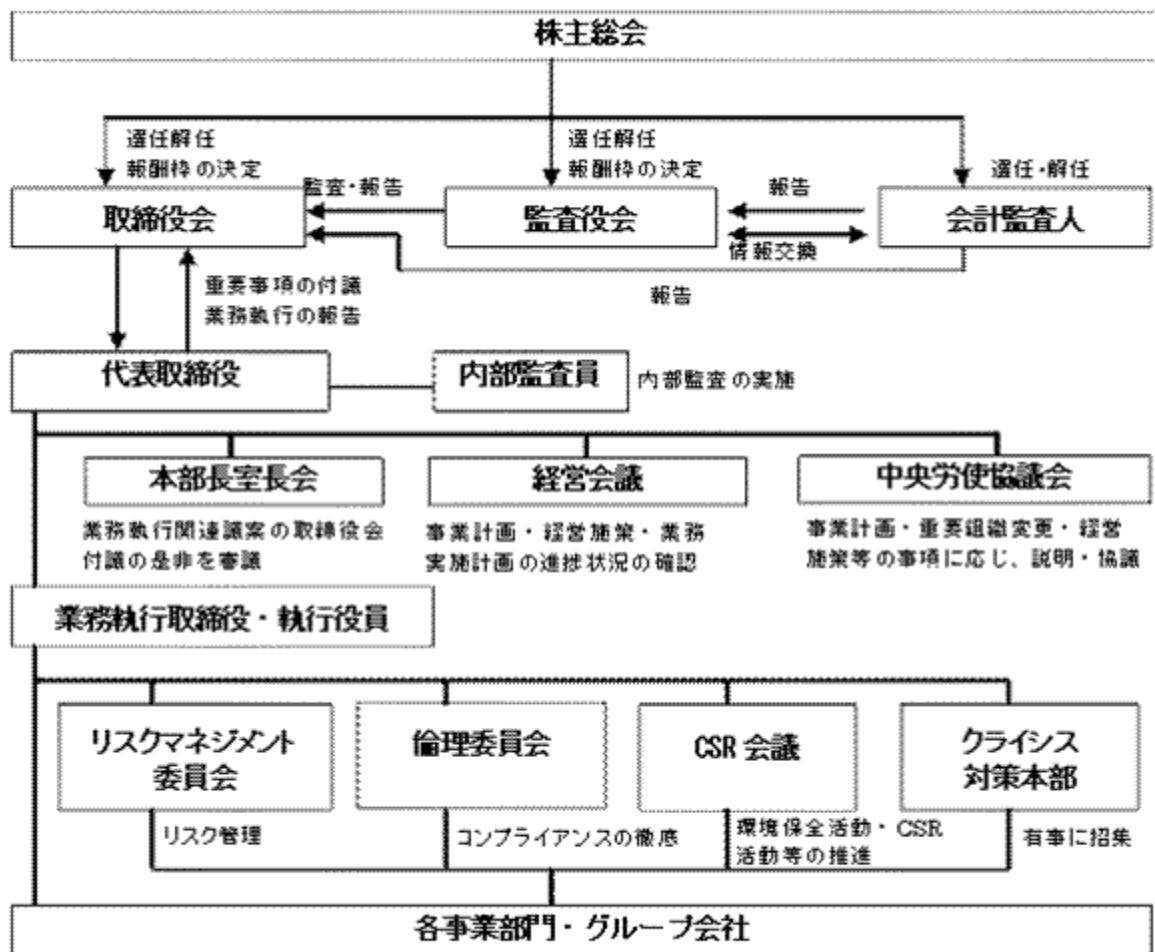 株主総会
選任解任
報酬枠の決定
選任解任
報酬枠の決定
選任・解任
取締役会
監査・報告
監査役会
報告
情報交換
会計監査人
報告
重要事項の付議
業務執行の報告
代表取締役
内部監査員
内部監査の実施
本部長室長会
経営会議
中央労使協議会
業務執行関連議案の取締役会
付議の是非を審議
事業計画・経営施策・業務
実施計画の進捗状況の確認
事業計画・重要組織変更・経営
施策等の事項に応じ、説明・協議
業務執行取締役・執行役員
リスクマネジメント
委員会
倫理委員会
CSR 会議
クライシス
対策本部
リスク管理
コンプライアンスの徹底
環境保全活動・CSR
活動等の推進
有事に招集
各事業部門・グループ会社